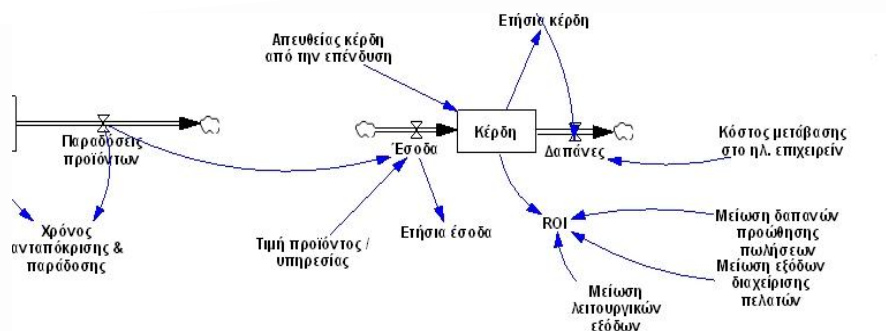 Ετήσια κέρδη
Απευθείας κέρδη
από την επένδυση
Κέρδη
Παραδόσεις
προϊόντων
Έσοδα
Δαπάνες
Κόστος μετάβασης
στο ηλ. επιχειρείν
Χρόνος
ανταπόκρισης &
παράδοσης
Τιμή προϊόντος /
υπηρεσίας
Ετήσια έσοδα
ROI
Μείωση δαπανών
προώθησης
πωλήσεων
Μείωση εξόδων
διαχείρισης
πελατών
Μείωση
λειτουργικών
εξόδων